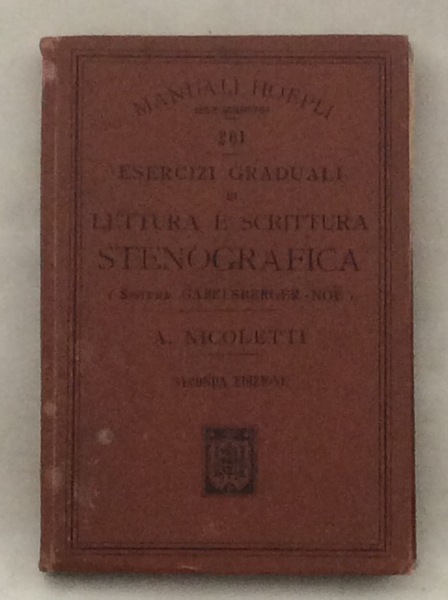 MANUALI HOEPLI
261
ESERCIZI GRADUALI
DI
LETTURA E SCRITTURA
STENOGRAFICA
( SISTEMA GABELSBERGER-NOË )
A. NICOLETTI
SECONDA EDIZIONE